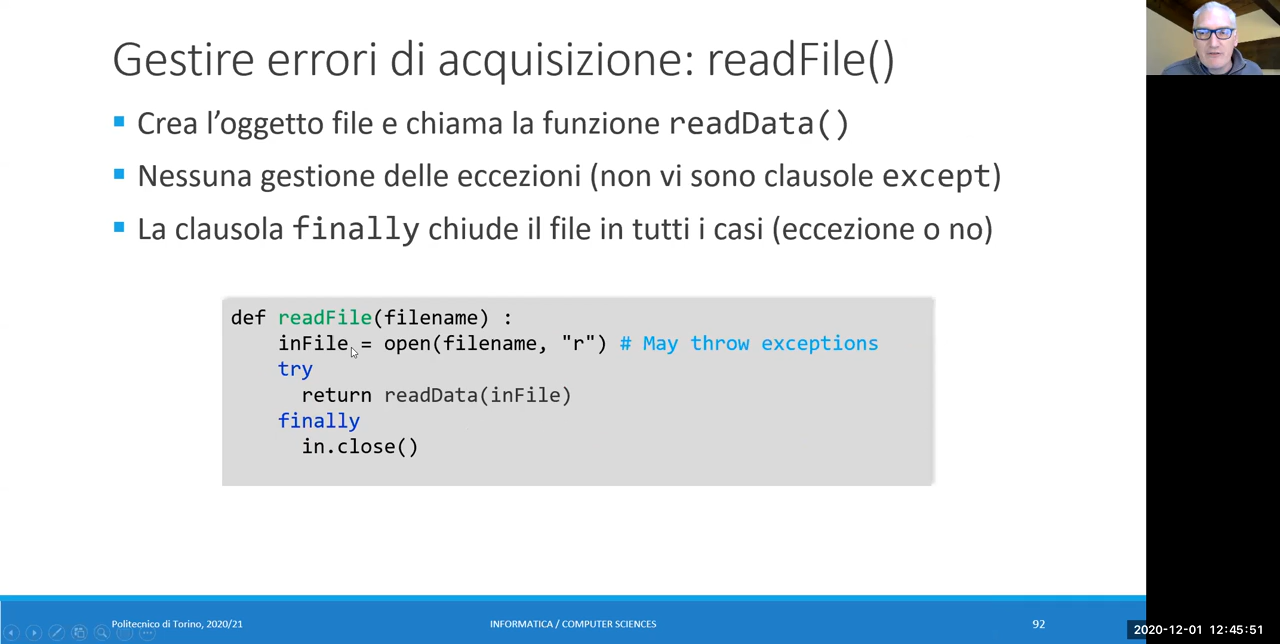 Gestire errori di acquisizione: readFile()
Crea l'oggetto file e chiama la funzione readData()
Nessuna gestione delle eccezioni (non vi sono clausole except)
La clausola finally chiude il file in tutti i casi (eccezione o no)
def readFile(filename) :
inFile = open(filename, "r") # May throw exceptions
try
return readData(inFile)
finally
in.close()
Politecnico di Torino, 2020/21
INFORMATICA / COMPUTER SCIENCES
92
2020-12-01 12:45:51